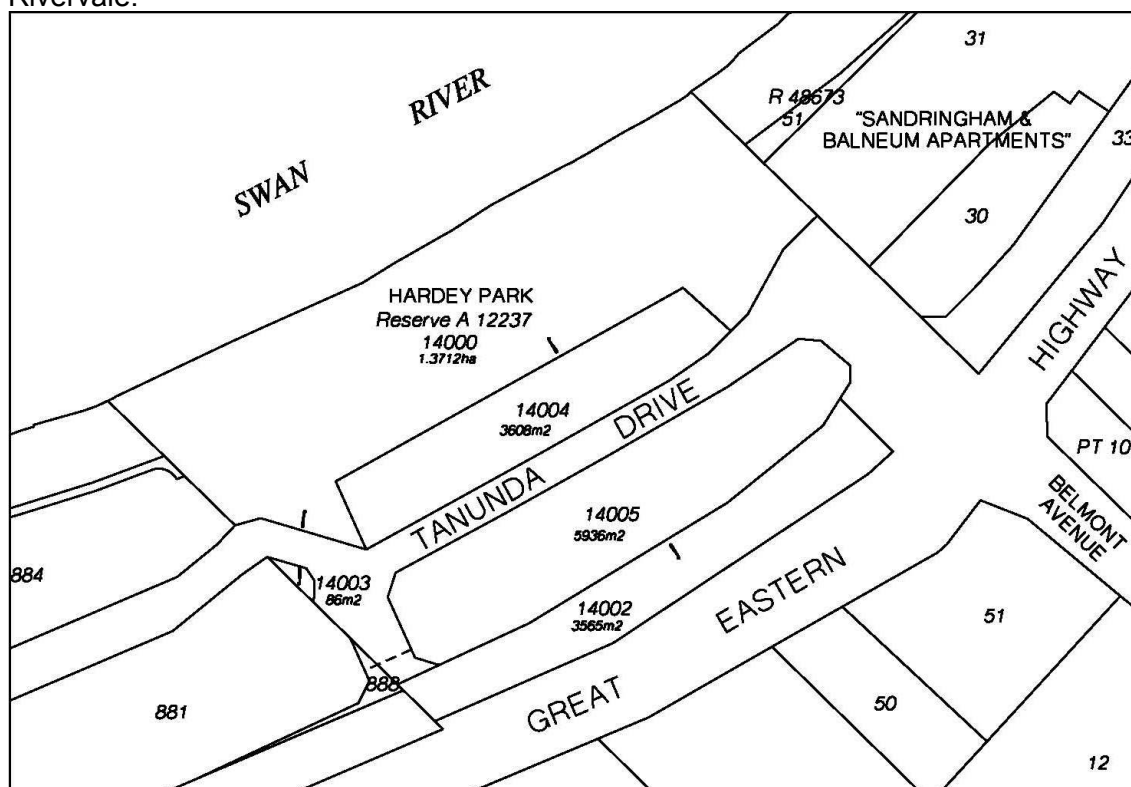 Rivervale.
31
RIVER
R 48673
51
"SANDRINGHAM &
BALNEUM APARTMENTS"
33
SWAN
30
HIGHWAY
HARDEY PARK
Reserve A 12237
14000
1.3712ha
14004
3608m2
DRIVE
TANUNDA
PT 10
BELMONT
AVENUE
14005
5936m2
884
14003
86m2
EASTERN
14002
3565m2
51
888
881
GREAT
50
12